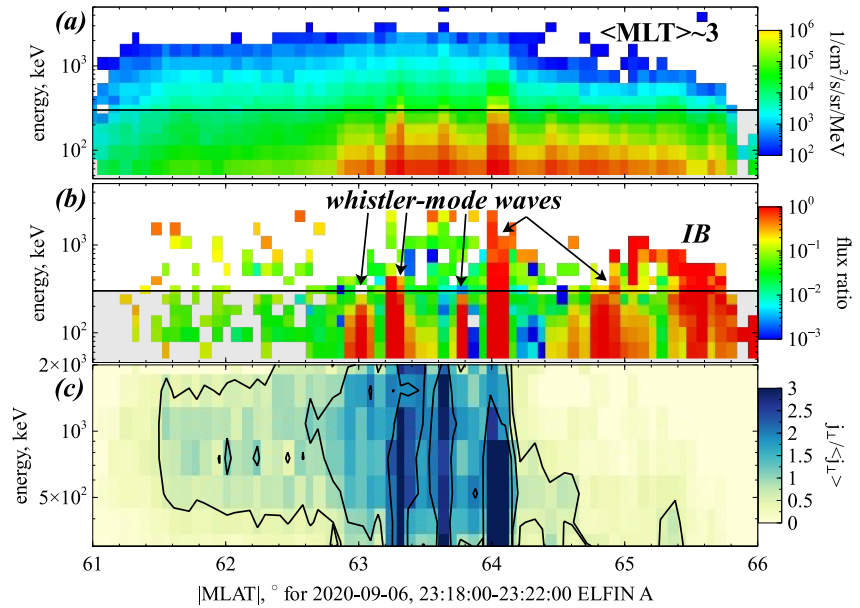 (a)
<MLT>~3
energy, keV
10³
10²
10⁶
10⁵
10⁴
10³
10²
1/cm²/s/sr/MeV
(b)
whistler-mode waves
IB
energy, keV
10³
10²
10⁰
10⁻¹
10⁻²
10⁻³
flux ratio
(c)
energy, keV
2×10³
10³
5×10²
3
2.5
2
1.5
1
0.5
0
j⊥/<j⊥>
61 62 63 64 65 66
|MLAT|, ° for 2020-09-06, 23:18:00-23:22:00 ELFIN A